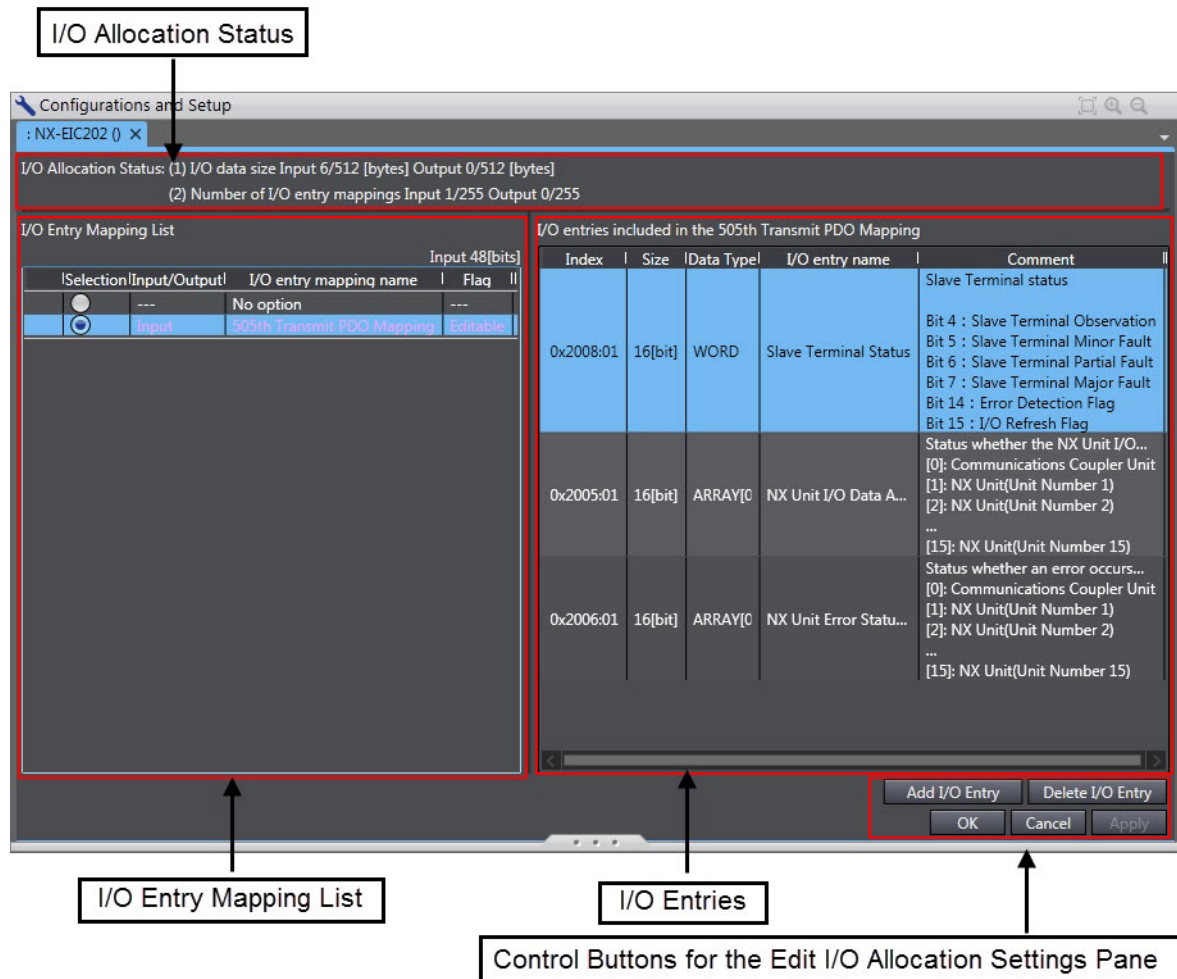 I/O Allocation Status
Configurations and Setup
: NX-EIC202 ()
I/O Allocation Status: (1) I/O data size Input 6/512 [bytes] Output 0/512 [bytes]
(2) Number of I/O entry mappings Input 1/255 Output 0/255
I/O Entry Mapping List
Input 48[bits]
Selection Input/Output I/O entry mapping name Flag
--- No option ---
Input 505th Transmit PDO Mapping Editable
I/O entries included in the 505th Transmit PDO Mapping
Index Size Data Type I/O entry name Comment
Slave Terminal status
Bit 4 : Slave Terminal Observation
Bit 5 : Slave Terminal Minor Fault
0x2008:01 16[bit] WORD Slave Terminal Status
Bit 6 : Slave Terminal Partial Fault
Bit 7 : Slave Terminal Major Fault
Bit 14 : Error Detection Flag
Bit 15 : I/O Refresh Flag
Status whether the NX Unit I/O...
[0]: Communications Coupler Unit
[1]: NX Unit(Unit Number 1)
0x2005:01 16[bit] ARRAY[0 NX Unit I/O Data A...
[2]: NX Unit(Unit Number 2)
...
[15]: NX Unit(Unit Number 15)
Status whether an error occurs...
[0]: Communications Coupler Unit
[1]: NX Unit(Unit Number 1)
0x2006:01 16[bit] ARRAY[0 NX Unit Error Statu...
[2]: NX Unit(Unit Number 2)
...
[15]: NX Unit(Unit Number 15)
Add I/O Entry Delete I/O Entry
OK Cancel Apply
I/O Entry Mapping List
I/O Entries
Control Buttons for the Edit I/O Allocation Settings Pane